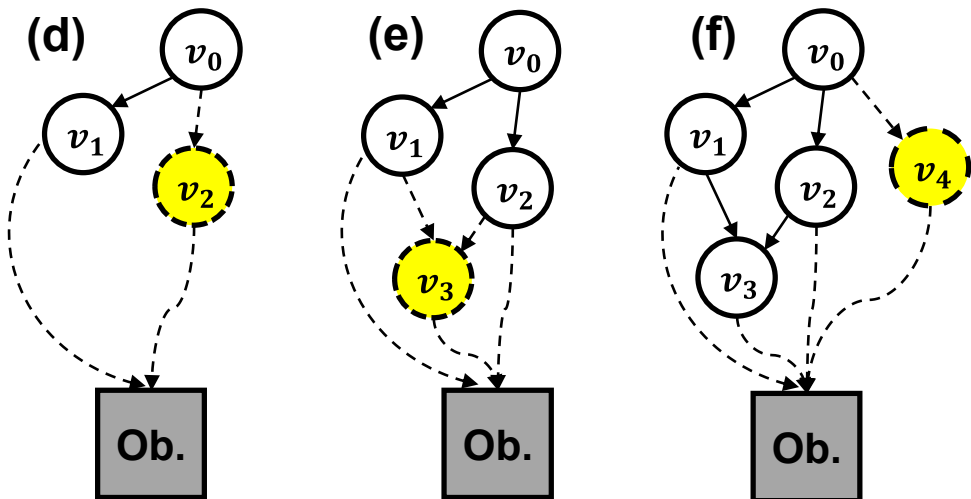 (d)
v₀
v₁
v₂
Ob.
(e)
v₀
v₁
v₂
v₃
Ob.
(f)
v₀
v₁
v₂
v₄
v₃
Ob.